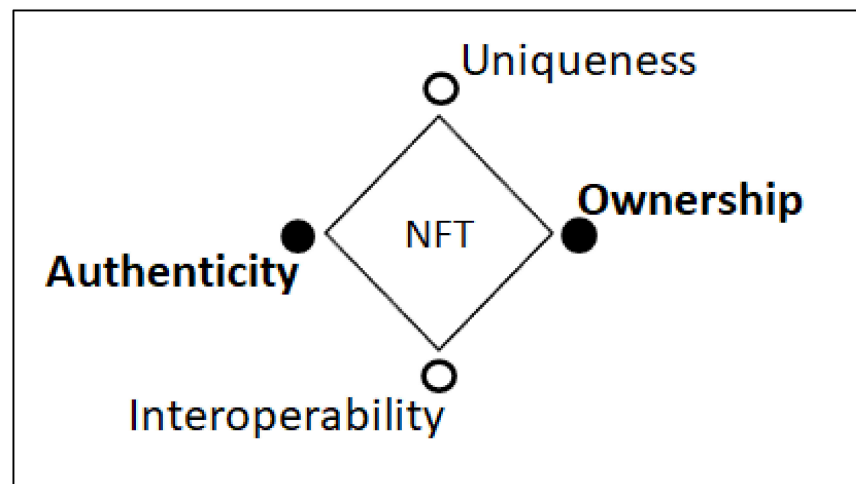 Uniqueness
Ownership
NFT
Authenticity
Interoperability